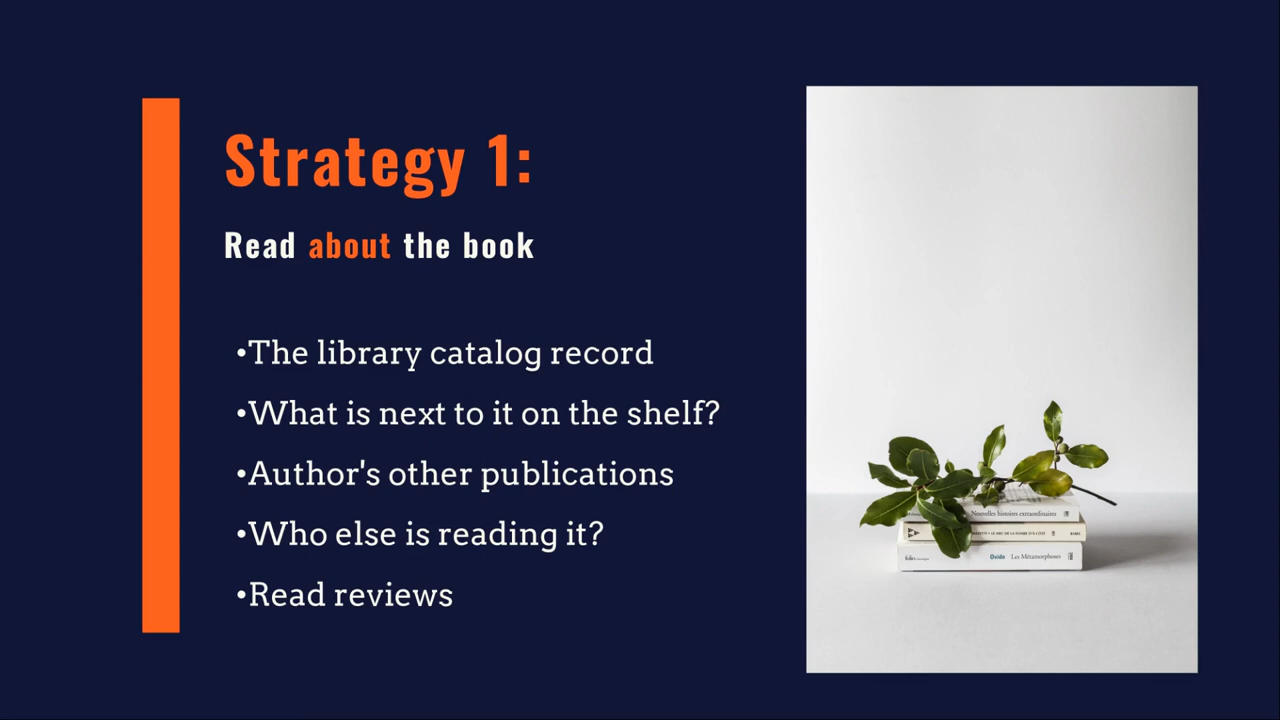 Strategy 1:
Read about the book
•The library catalog record
•What is next to it on the shelf?
•Author's other publications
•Who else is reading it?
•Read reviews
Nouvelles histoires extraordinaires
Ovide Les Métamorphoses